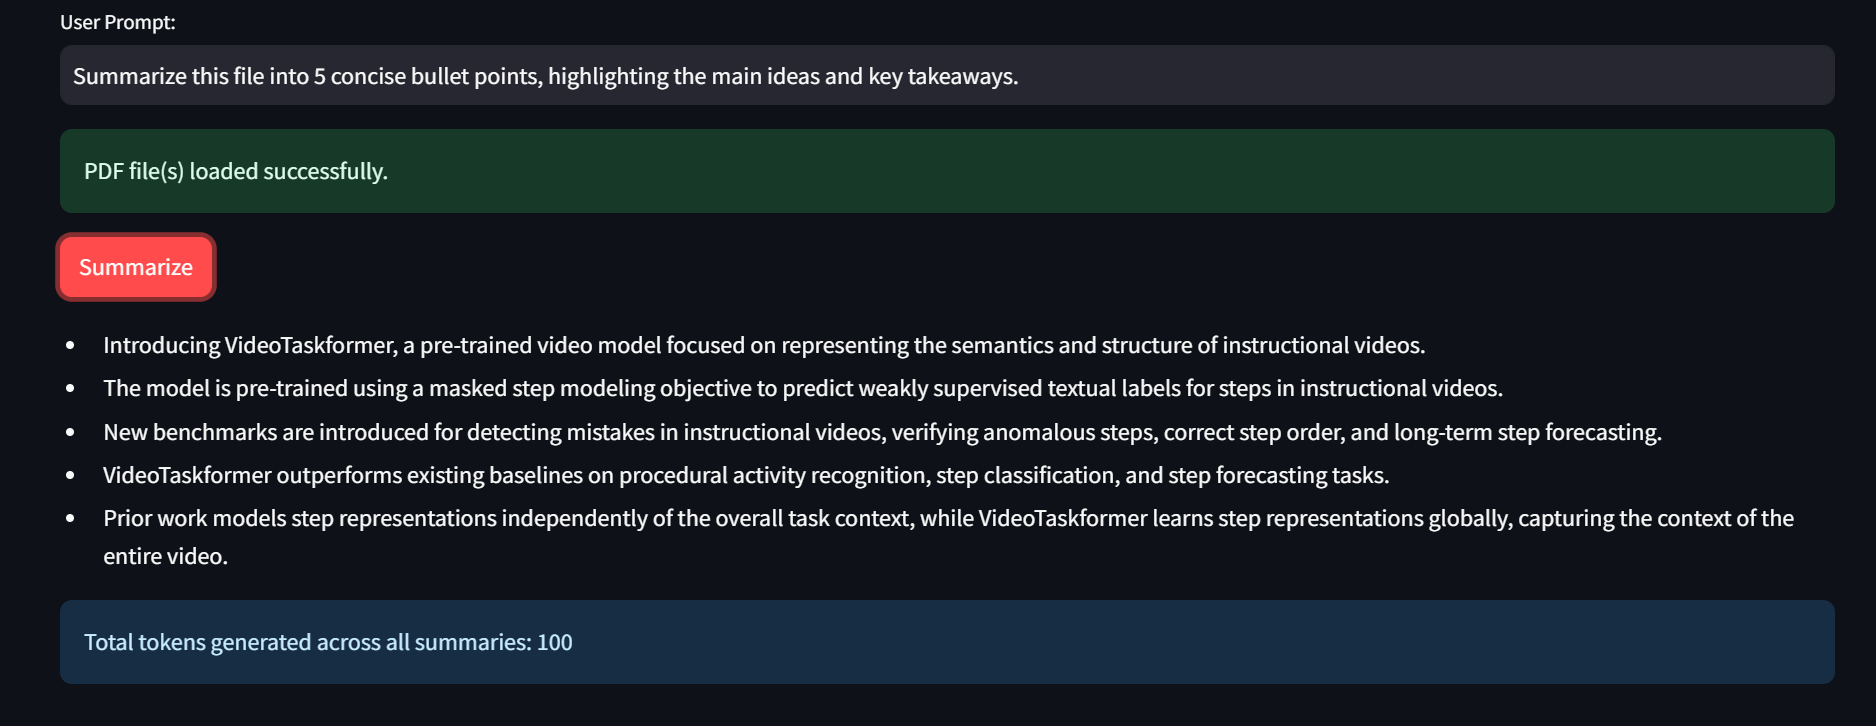 User Prompt:
Summarize this file into 5 concise bullet points, highlighting the main ideas and key takeaways.
PDF file(s) loaded successfully.
Summarize
• Introducing VideoTaskformer, a pre-trained video model focused on representing the semantics and structure of instructional videos.
• The model is pre-trained using a masked step modeling objective to predict weakly supervised textual labels for steps in instructional videos.
• New benchmarks are introduced for detecting mistakes in instructional videos, verifying anomalous steps, correct step order, and long-term step forecasting.
• VideoTaskformer outperforms existing baselines on procedural activity recognition, step classification, and step forecasting tasks.
• Prior work models step representations independently of the overall task context, while VideoTaskformer learns step representations globally, capturing the context of the
entire video.
Total tokens generated across all summaries: 100